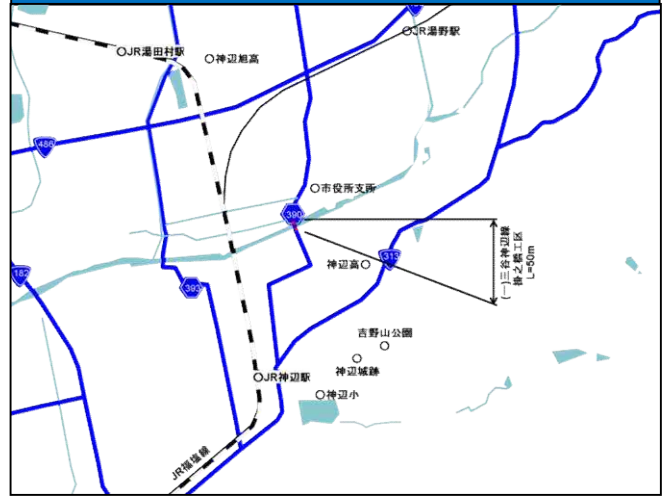 JR湯田村駅
神辺旭高
JR湯野駅
486
市役所支所
390
神辺高
313
(一)三谷神辺線
掛之橋工区
L=50m
182
393
吉野山公園
神辺城跡
JR神辺駅
神辺小
JR福塩線